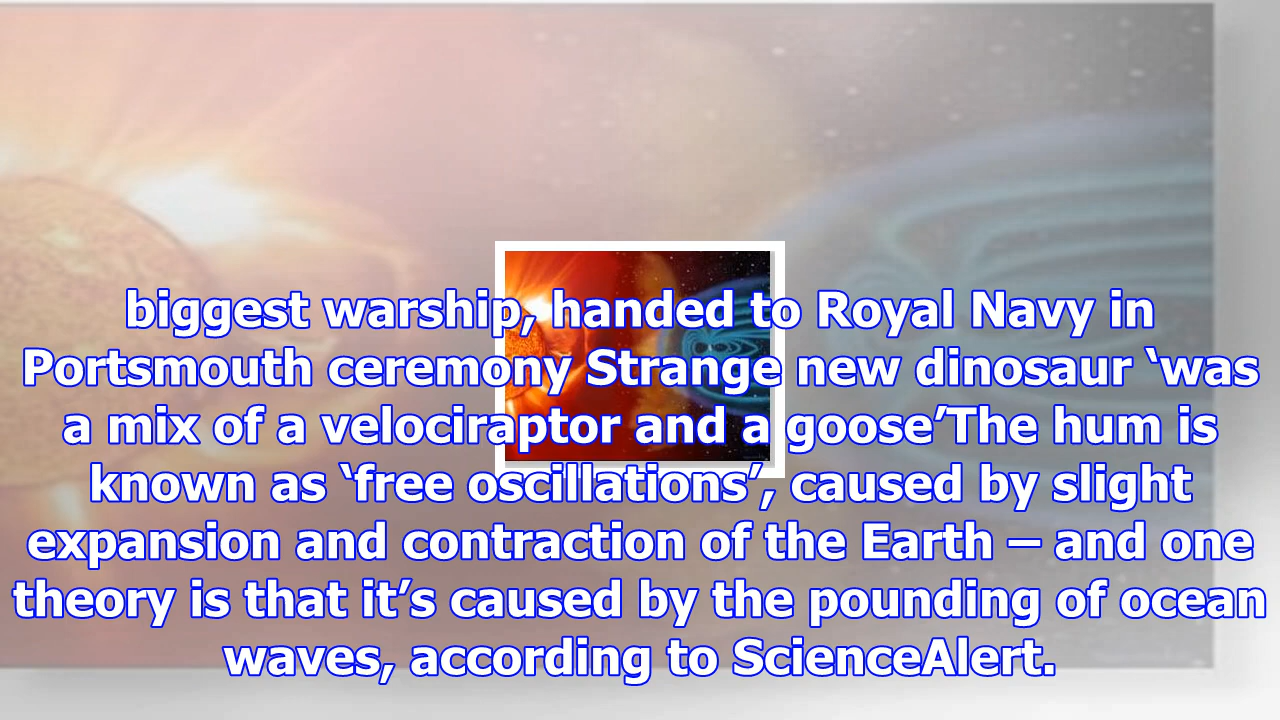 biggest warship, handed to Royal Navy in
Portsmouth ceremony Strange new dinosaur ‘was
a mix of a velociraptor and a goose’The hum is
known as ‘free oscillations’, caused by slight
expansion and contraction of the Earth – and one
theory is that it’s caused by the pounding of ocean
waves, according to ScienceAlert.